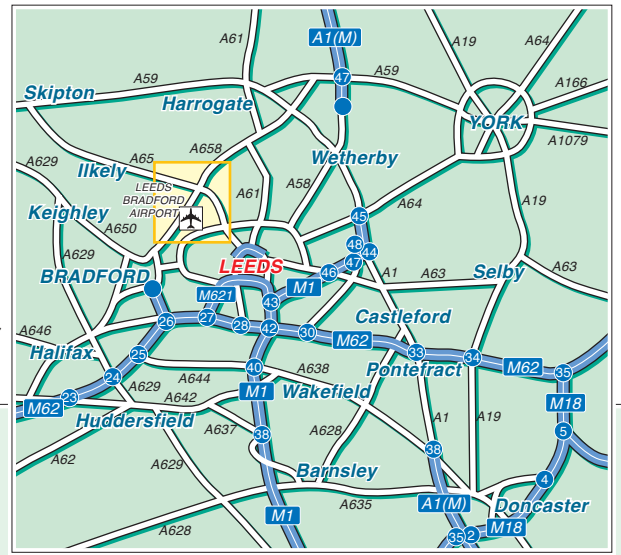 A61
A1(M)
A19
A64
Skipton
A59
47
A59
A166
Harrogate
YORK
A658
A1079
A629
Ilkely
A65
Wetherby
LEEDS
BRADFORD
AIRPORT
A61
A58
A19
Keighley
A650
45
A64
A629
48
44
LEEDS
47
46
A1
A63
Selby
A63
BRADFORD
M621
M1
43
Castleford
26
27
28
42
30
M62
A646
Halifax
25
33
34
Pontefract
M62
35
24
A629
A644
40
A638
M1
Wakefield
M62
23
A642
M18
Huddersfield
A637
38
A628
A1
A19
5
A62
A629
38
Barnsley
4
A635
A1(M)
Doncaster
M1
M18
A628
35
2